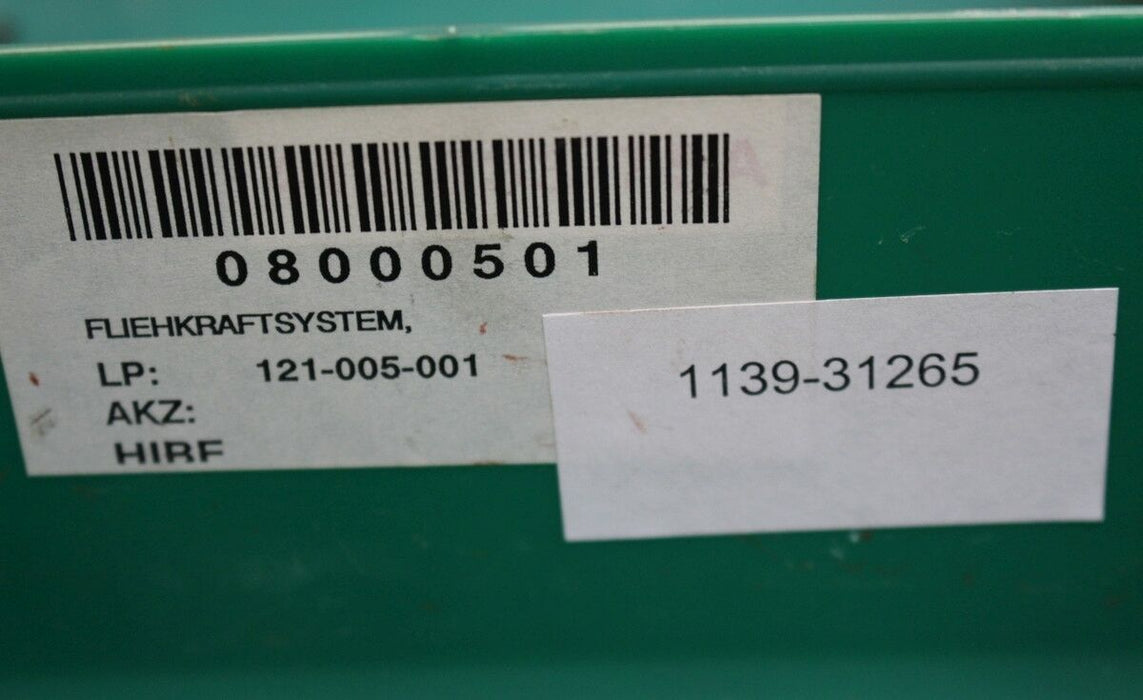 08000501
FLIEHKRAFTSYSTEM,
LP: 121-005-001
AKZ:
HIRF
1139-31265